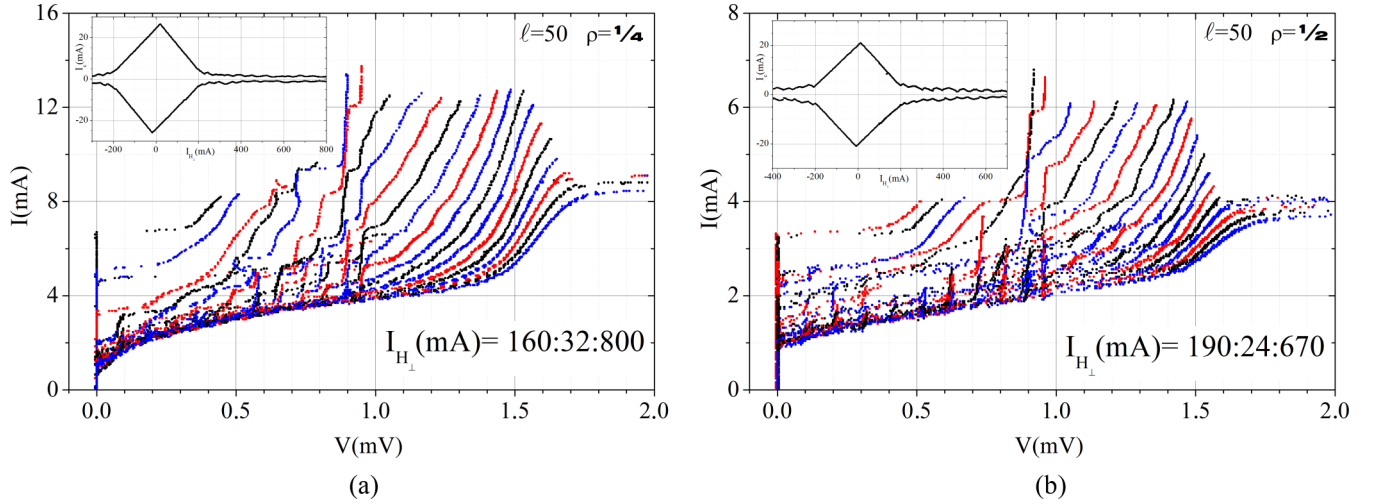 16
12
8
4
0
I(mA)
0.0 0.5 1.0 1.5 2.0
V(mV)
ℓ=50 ρ=1/4
I_H⊥(mA)= 160:32:800
20
0
-20
I_c(mA)
-200 0 200 400 600 800
I_H⊥(mA)
(a)
8
6
4
2
0
I(mA)
0.0 0.5 1.0 1.5 2.0
V(mV)
ℓ=50 ρ=1/2
I_H⊥(mA)= 190:24:670
20
0
-20
I_c(mA)
-400 -200 0 200 400 600
I_H⊥(mA)
(b)